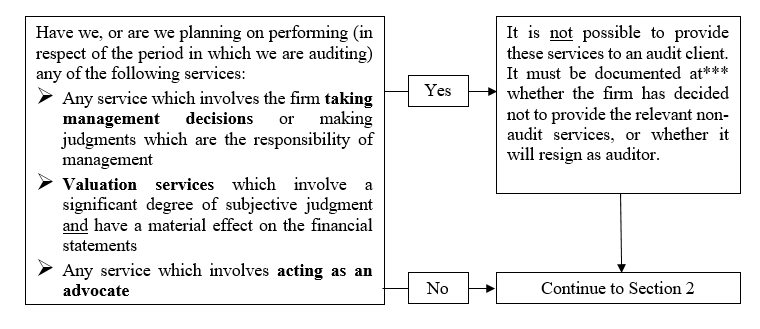 Have we, or are we planning on performing (in
respect of the period in which we are auditing)
any of the following services:
➢ Any service which involves the firm taking
management decisions or making
judgments which are the responsibility of
management
➢ Valuation services which involve a
significant degree of subjective judgment
and have a material effect on the financial
statements
➢ Any service which involves acting as an
advocate
Yes
It is not possible to provide
these services to an audit client.
It must be documented at***
whether the firm has decided
not to provide the relevant non-
audit services, or whether it
will resign as auditor.
No
Continue to Section 2